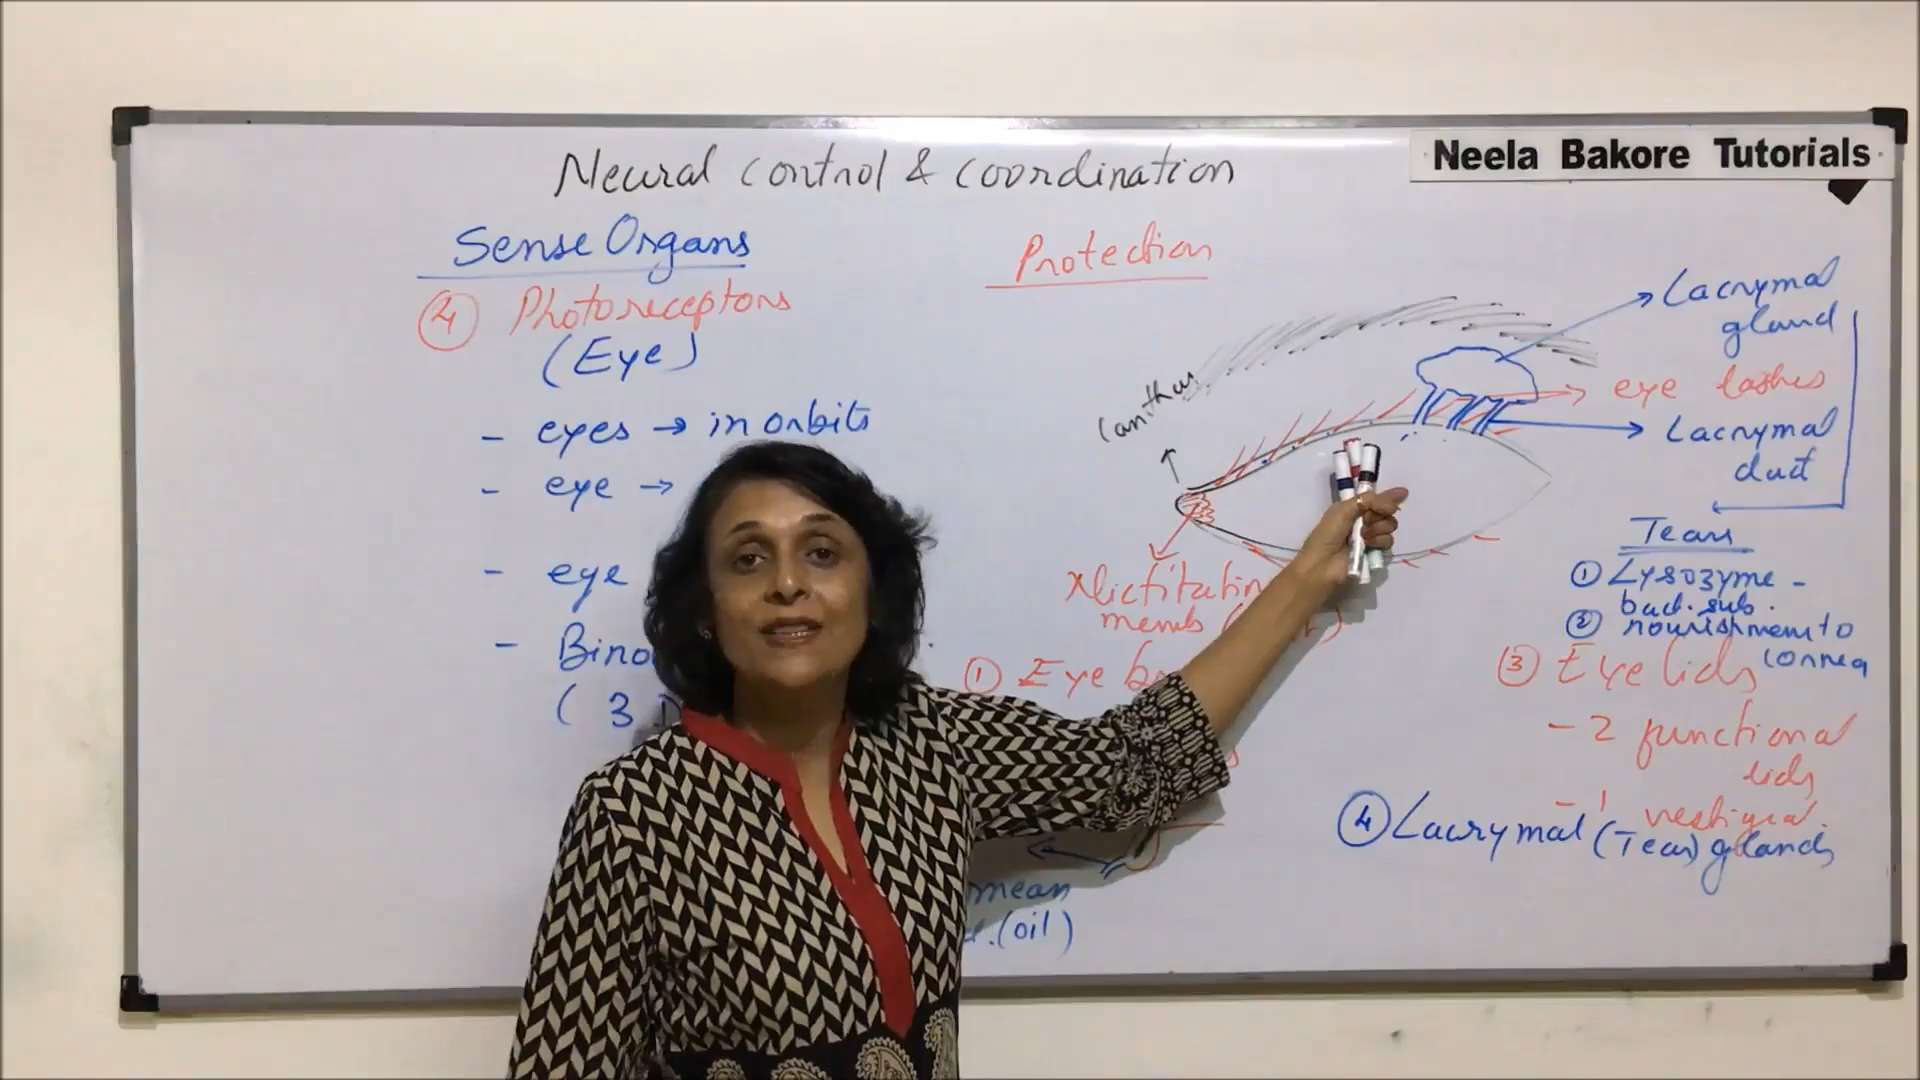 Neela Bakore Tutorials
Neural control & coordination
Sense Organs
④ Photoreceptors
(Eye)
- eyes → in orbits
- eye →
- eye
-
( 3
Protection
Canthus
Lacrymal
gland
eye lashes
Lacrymal
duct
Tears
① Lysozyme -
bact. sub.
② nourishment to
cornea
memb
① Eye
③ Eye lids
- 2 functional
lids
- 1 vestigial.
④ Lacrymal (Tear) glands
(oil)